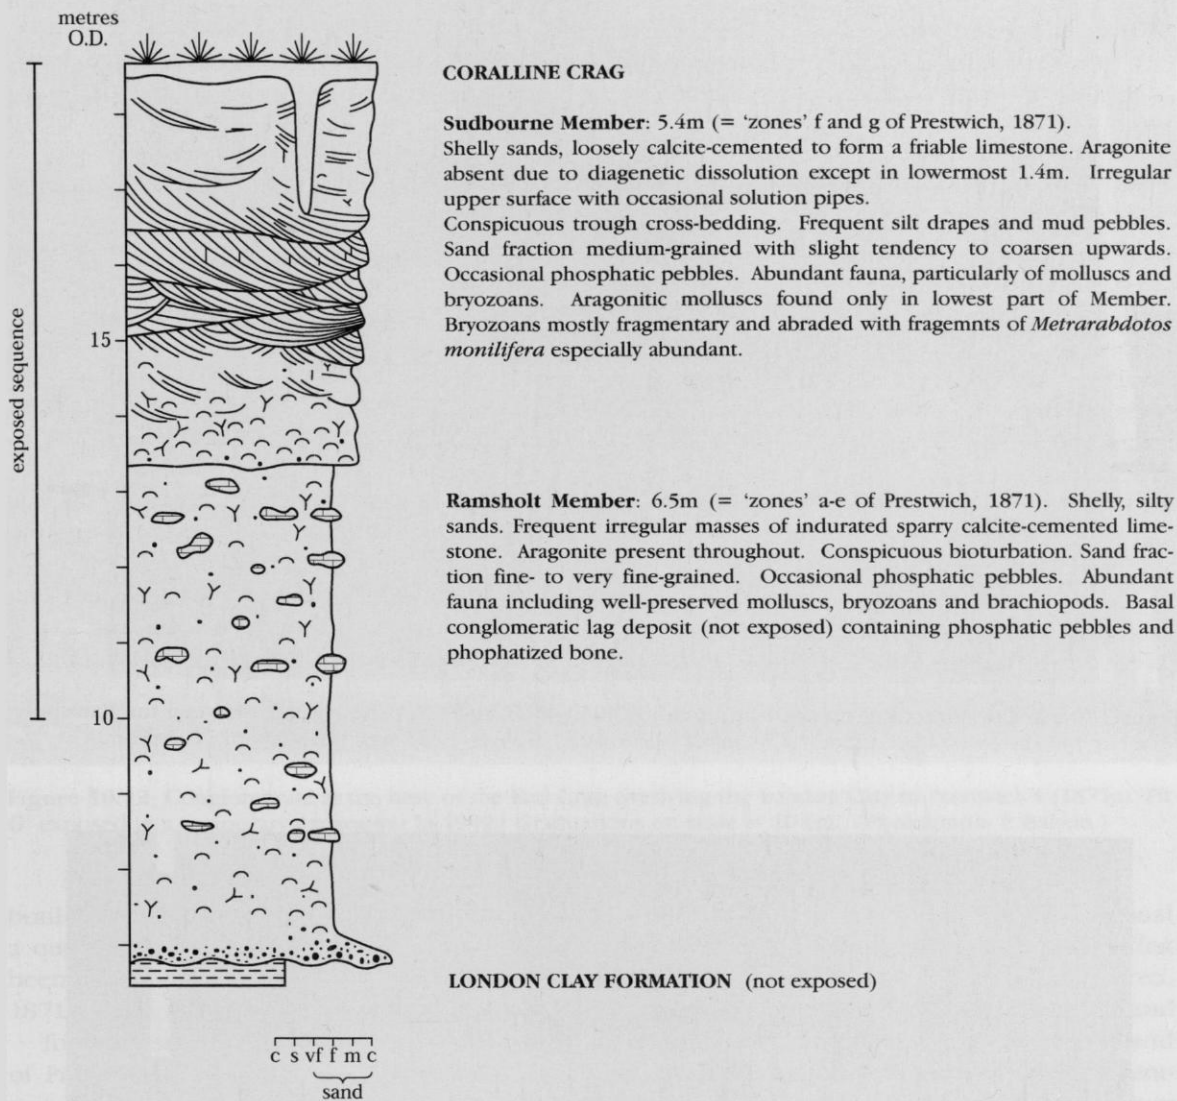 metres
O.D.
CORALLINE CRAG
Sudbourne Member: 5.4m (= 'zones' f and g of Prestwich, 1871).
Shelly sands, loosely calcite-cemented to form a friable limestone. Aragonite
absent due to diagenetic dissolution except in lowermost 1.4m. Irregular
upper surface with occasional solution pipes.
Conspicuous trough cross-bedding. Frequent silt drapes and mud pebbles.
Sand fraction medium-grained with slight tendency to coarsen upwards.
Occasional phosphatic pebbles. Abundant fauna, particularly of molluscs and
bryozoans. Aragonitic molluscs found only in lowest part of Member.
Bryozoans mostly fragmentary and abraded with fragemnts of Metrarabdotos
monilifera especially abundant.
15
exposed sequence
Ramsholt Member: 6.5m (= 'zones' a-e of Prestwich, 1871). Shelly, silty
sands. Frequent irregular masses of indurated sparry calcite-cemented lime-
stone. Aragonite present throughout. Conspicuous bioturbation. Sand frac-
tion fine- to very fine-grained. Occasional phosphatic pebbles. Abundant
fauna including well-preserved molluscs, bryozoans and brachiopods. Basal
conglomeratic lag deposit (not exposed) containing phosphatic pebbles and
phophatized bone.
10
LONDON CLAY FORMATION (not exposed)
c s vf f m c
sand